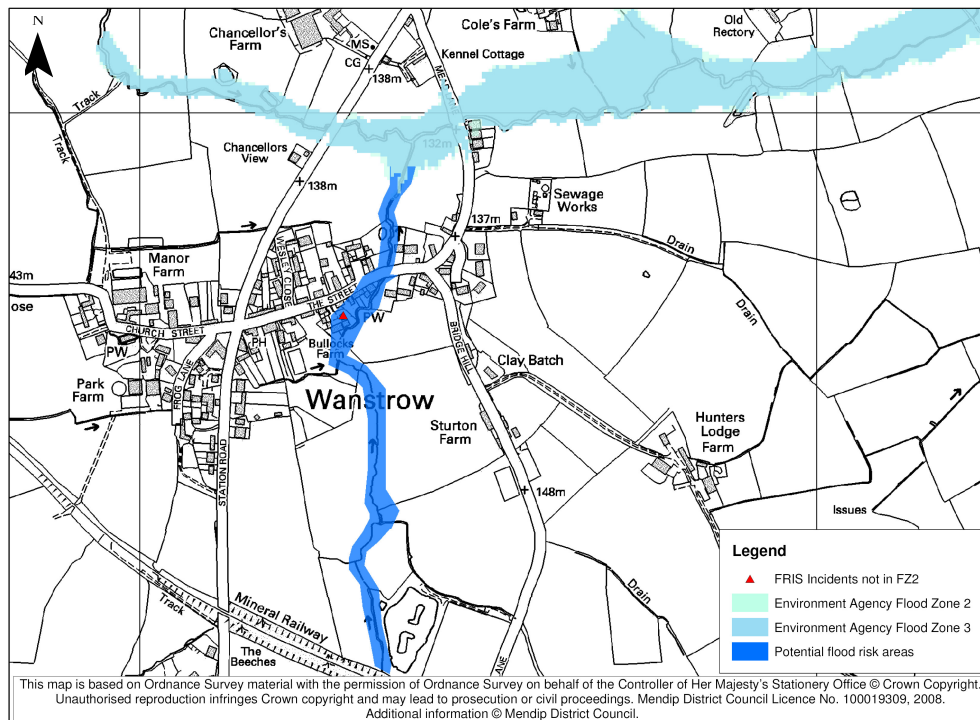 N
Chancellor's
Farm
MS
CG
138m
Cole's Farm
Kennel Cottage
Old
Rectory
Track
Track
Chancellors
View
138m
132m
137m
Sewage
Works
Drain
Drain
43m
ose
Manor
Farm
WESLEY CLOSE
THE STREET
CHURCH STREET
PW
PW
PH
Bullocks
Farm
Park
Farm
FROG LANE
Wanstrow
BRIDGE HILL
Clay Batch
Sturton
Farm
Hunters
Lodge
Farm
STATION ROAD
148m
Issues
Mineral Railway
Track
The
Beeches
Drain
ANE
Legend
FRIS Incidents not in FZ2
Environment Agency Flood Zone 2
Environment Agency Flood Zone 3
Potential flood risk areas
This map is based on Ordnance Survey material with the permission of Ordnance Survey on behalf of the Controller of Her Majesty's Stationery Office © Crown Copyright.
Unauthorised reproduction infringes Crown copyright and may lead to prosecution or civil proceedings. Mendip District Council Licence No. 100019309, 2008.
Additional information © Mendip District Council.